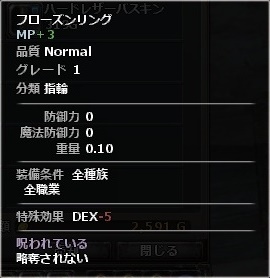 フローズンリング
MP+3
品質 Normal
グレード 1
分類 指輪
防御力 0
魔法防御力 0
重量 0.10
装備条件 全種族
全職業
特殊効果 DEX-5
2,591 G
呪われている
閉じる
略奪されない